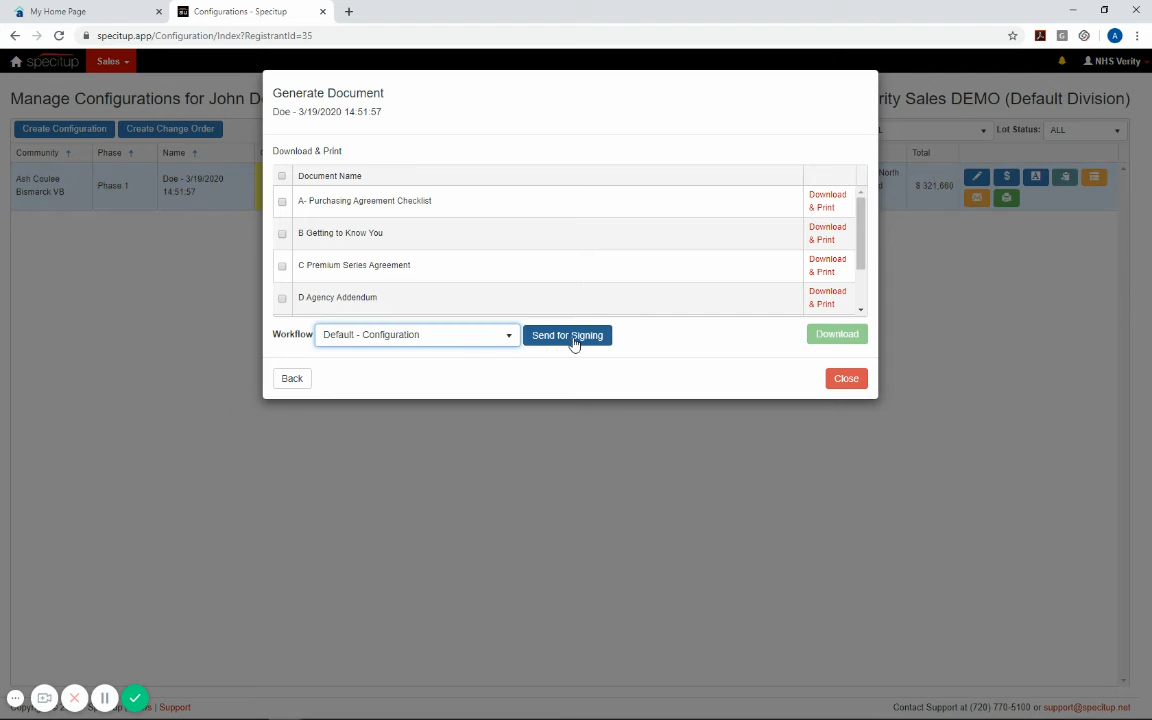 My Home Page
Configurations - Specitup
specitup.app/Configuration/Index?RegistrantId=35
specitup
Sales
NHS Verity
Manage Configurations for John D
rity Sales DEMO (Default Division)
Create Configuration
Create Change Order
Lot Status:
ALL
Community
Phase
Name
Total
Ash Coulee
Bismarck VB
Phase 1
Doe - 3/19/2020
14:51:57
North
$ 321,660
Generate Document
Doe - 3/19/2020 14:51:57
Download & Print
Document Name
A- Purchasing Agreement Checklist
Download
& Print
B Getting to Know You
Download
& Print
C Premium Series Agreement
Download
& Print
D Agency Addendum
Download
& Print
Workflow
Default - Configuration
Send for Signing
Download
Back
Close
Support
Contact Support at (720) 770-5100 or support@specitup.net